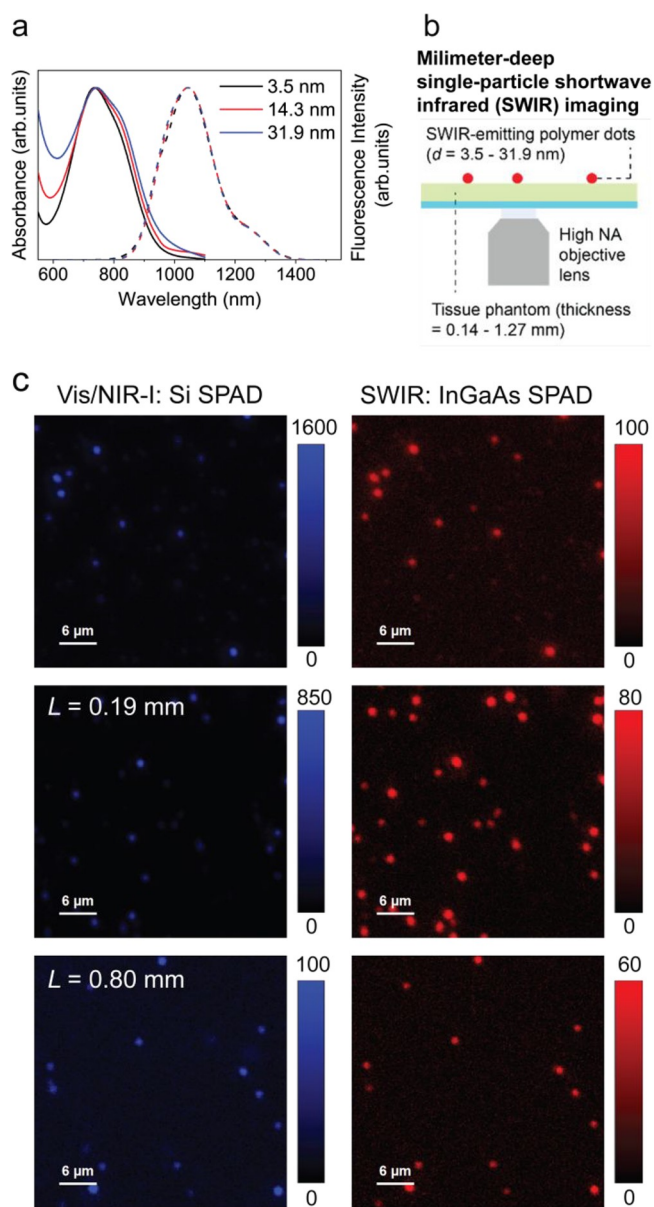 a
Absorbance (arb.units)
3.5 nm
14.3 nm
31.9 nm
Fluorescence Intensity
(arb.units)
600 800 1000 1200 1400
Wavelength (nm)
b
Milimeter-deep
single-particle shortwave
infrared (SWIR) imaging
SWIR-emitting polymer dots
(d = 3.5 - 31.9 nm)
High NA
objective
lens
Tissue phantom (thickness
= 0.14 - 1.27 mm)
c
Vis/NIR-I: Si SPAD
SWIR: InGaAs SPAD
1600
6 µm
0
100
6 µm
0
L = 0.19 mm
850
6 µm
0
80
6 µm
0
L = 0.80 mm
100
6 µm
0
60
6 µm
0